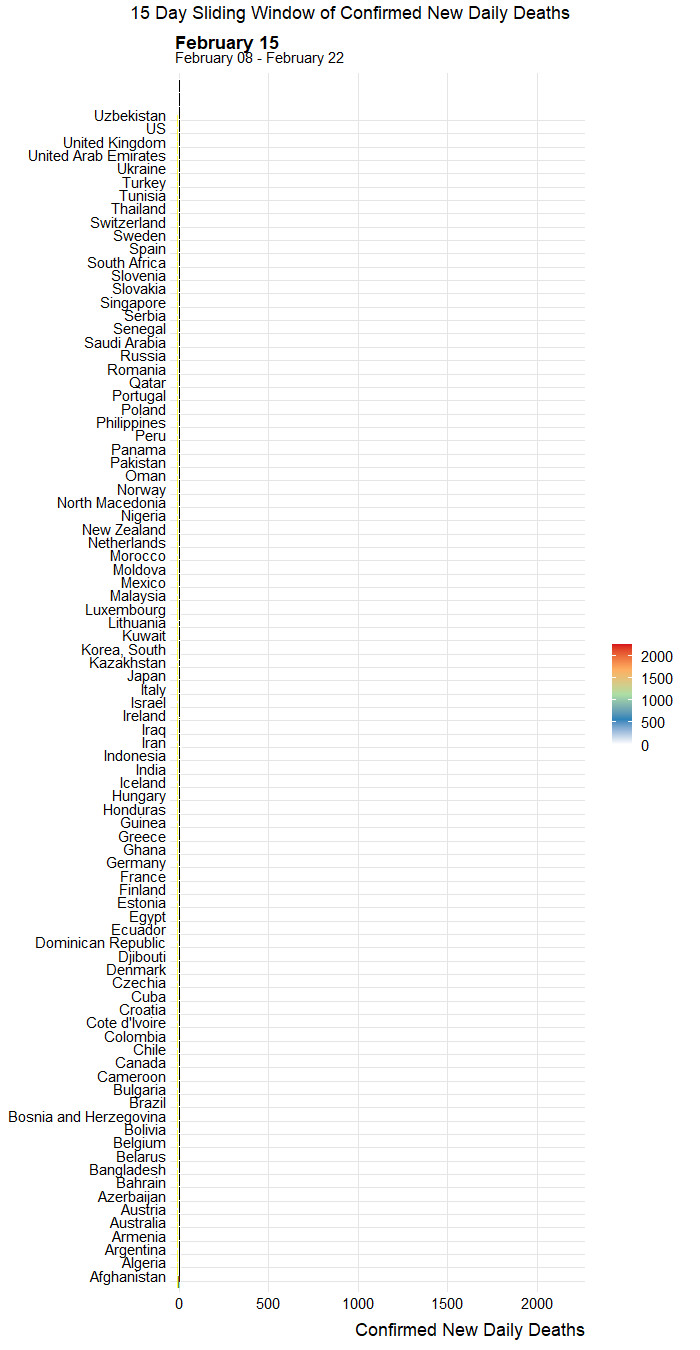 15 Day Sliding Window of Confirmed New Daily Deaths
February 15
February 08 - February 22
Uzbekistan
US
United Kingdom
United Arab Emirates
Ukraine
Turkey
Tunisia
Thailand
Switzerland
Sweden
Spain
South Africa
Slovenia
Slovakia
Singapore
Serbia
Senegal
Saudi Arabia
Russia
Romania
Qatar
Portugal
Poland
Philippines
Peru
Panama
Pakistan
Oman
Norway
North Macedonia
Nigeria
New Zealand
Netherlands
Morocco
Moldova
Mexico
Malaysia
Luxembourg
Lithuania
Kuwait
Korea, South
Kazakhstan
Japan
Italy
Israel
Ireland
Iraq
Iran
Indonesia
India
Iceland
Hungary
Honduras
Guinea
Greece
Ghana
Germany
France
Finland
Estonia
Egypt
Ecuador
Dominican Republic
Djibouti
Denmark
Czechia
Cuba
Croatia
Cote d'Ivoire
Colombia
Chile
Canada
Cameroon
Bulgaria
Brazil
Bosnia and Herzegovina
Bolivia
Belgium
Belarus
Bangladesh
Bahrain
Azerbaijan
Austria
Australia
Armenia
Argentina
Algeria
Afghanistan
0 500 1000 1500 2000
Confirmed New Daily Deaths
2000
1500
1000
500
0